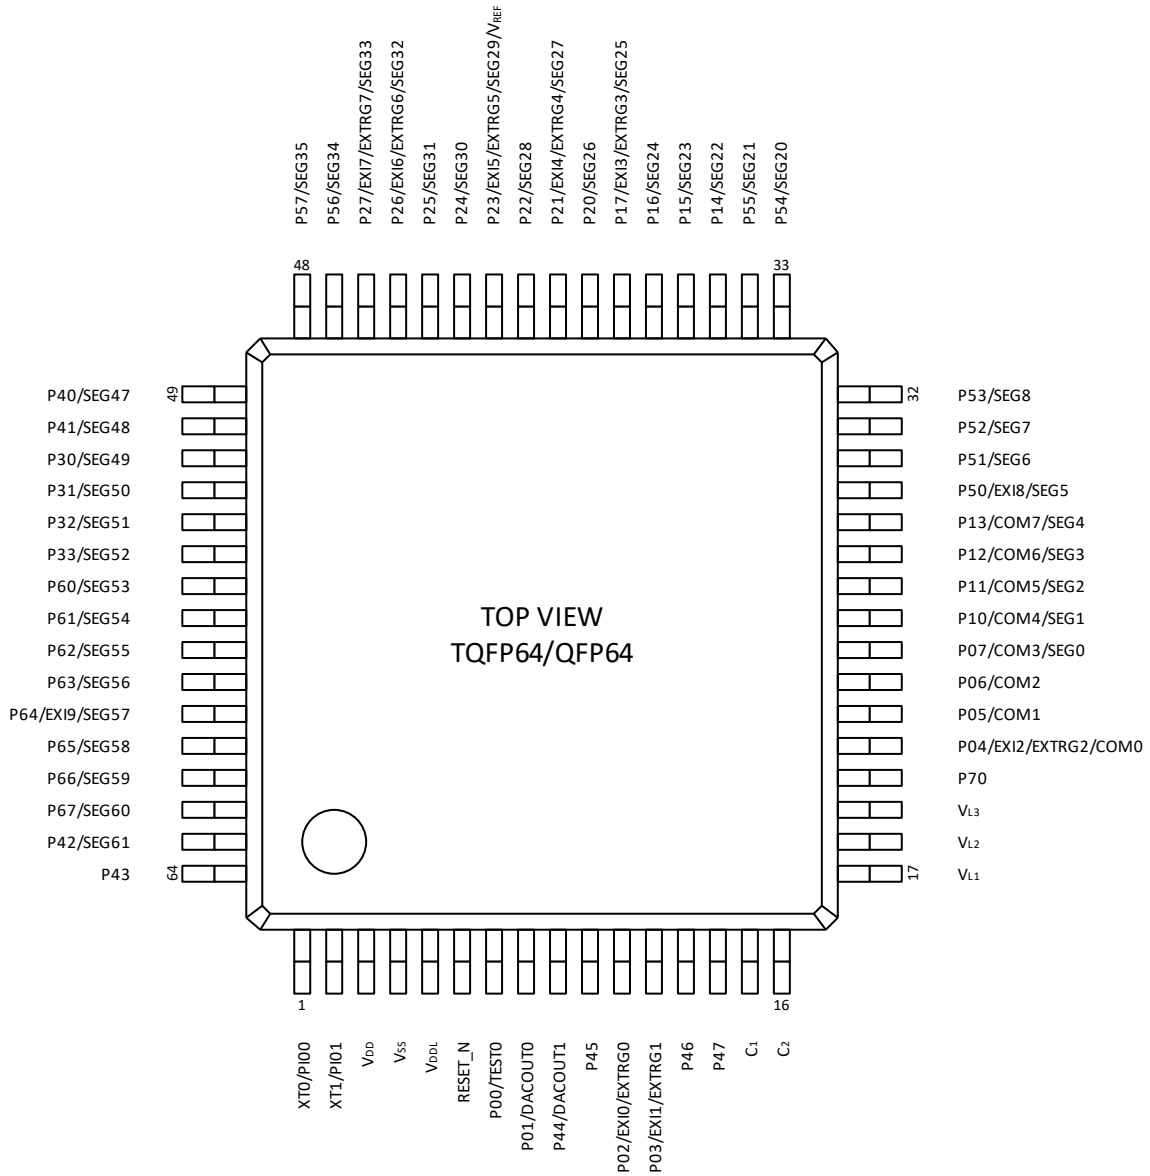 P57/SEG35
P56/SEG34
P27/EXI7/EXTRG7/SEG33
P26/EXI6/EXTRG6/SEG32
P25/SEG31
P24/SEG30
P23/EXI5/EXTRG5/SEG29/VREF
P22/SEG28
P21/EXI4/EXTRG4/SEG27
P20/SEG26
P17/EXI3/EXTRG3/SEG25
P16/SEG24
P15/SEG23
P14/SEG22
P55/SEG21
P54/SEG20
48
33
P40/SEG47
P41/SEG48
P30/SEG49
P31/SEG50
P32/SEG51
P33/SEG52
P60/SEG53
P61/SEG54
P62/SEG55
P63/SEG56
P64/EXI9/SEG57
P65/SEG58
P66/SEG59
P67/SEG60
P42/SEG61
P43
49
64
TOP VIEW
TQFP64/QFP64
32
17
P53/SEG8
P52/SEG7
P51/SEG6
P50/EXI8/SEG5
P13/COM7/SEG4
P12/COM6/SEG3
P11/COM5/SEG2
P10/COM4/SEG1
P07/COM3/SEG0
P06/COM2
P05/COM1
P04/EXI2/EXTRG2/COM0
P70
VL3
VL2
VL1
1
16
XT0/PI00
XT1/PI01
VDD
VSS
VDDL
RESET_N
P00/TEST0
P01/DACOUT0
P44/DACOUT1
P45
P02/EXI0/EXTRG0
P03/EXI1/EXTRG1
P46
P47
C1
C2